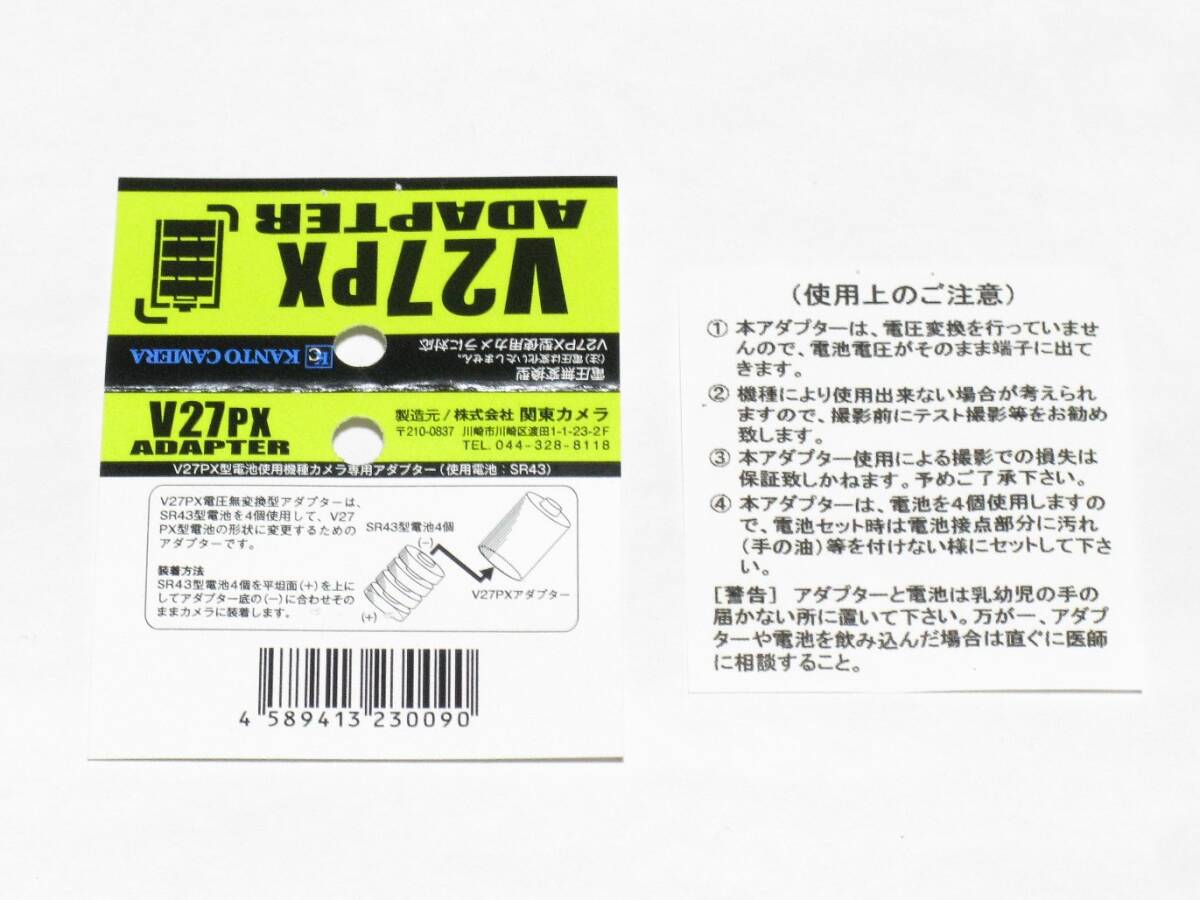 V27PX
ADAPTER
KC KANTO CAMERA
電圧無変換型
(注)電圧は変化いたしません。
V27PX型使用カメラに対応
V27PX
ADAPTER
製造元/株式会社 関東カメラ
〒210-0837 川崎市川崎区渡田1-1-23-2F
TEL. 044-328-8118
V27PX型電池使用機種カメラ専用アダプター(使用電池:SR43)
V27PX電圧無変換型アダプターは、
SR43型電池を4個使用して、V27
PX型電池の形状に変更するための
アダプターです。
装着方法
SR43型電池4個を平坦面(+)を上に
してアダプター底の(−)に合わせその
ままカメラに装着します。
SR43型電池4個
(−)
(+)
V27PXアダプター
4 589413 230090
(使用上のご注意)
① 本アダプターは、電圧変換を行っていませ
んので、電池電圧がそのまま端子に出て
きます。
② 機種により使用出来ない場合が考えられ
ますので、撮影前にテスト撮影等をお勧め
致します。
③ 本アダプター使用による撮影での損失は
保証致しかねます。予めご了承下さい。
④ 本アダプターは、電池を4個使用しますの
で、電池セット時は電池接点部分に汚れ
(手の油)等を付けない様にセットして下さ
い。
[警告] アダプターと電池は乳幼児の手の
届かない所に置いて下さい。万が一、アダプ
ターや電池を飲み込んだ場合は直ぐに医師
に相談すること。